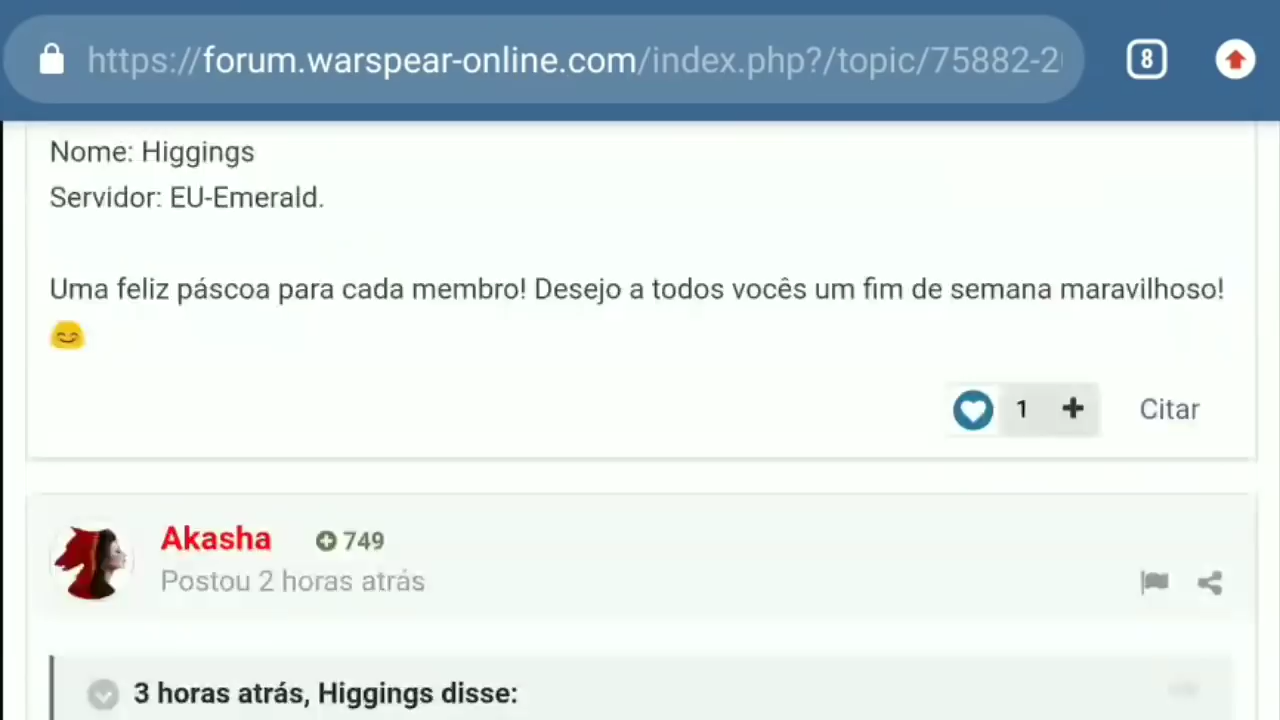 https://forum.warspear-online.com/index.php?/topic/75882-2
8
Nome: Higgings
Servidor: EU-Emerald.
Uma feliz páscoa para cada membro! Desejo a todos vocês um fim de semana maravilhoso!
1 +
Citar
Akasha
749
Postou 2 horas atrás
3 horas atrás, Higgings disse: